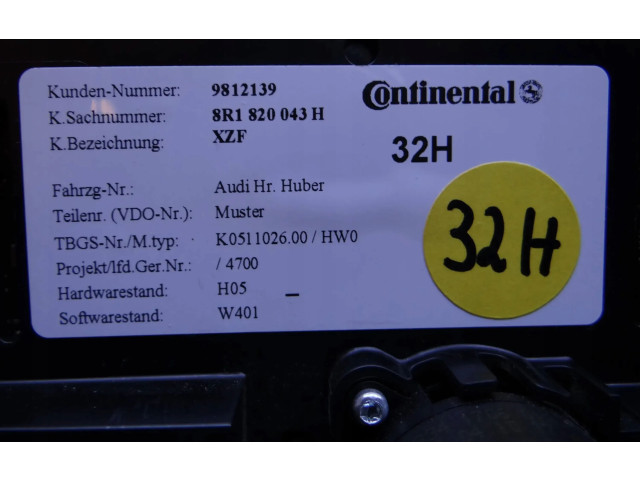 Kunden-Nummer: 9812139
K.Sachnummer: 8R1 820 043 H
K.Bezeichnung: XZF
Continental
32H
Fahrzg-Nr.: Audi Hr. Huber
Teilenr. (VDO-Nr.): Muster
TBGS-Nr./M.typ: K0511026.00 / HW0
Projekt/lfd.Ger.Nr.: / 4700
Hardwarestand: H05 _
Softwarestand: W401
32H